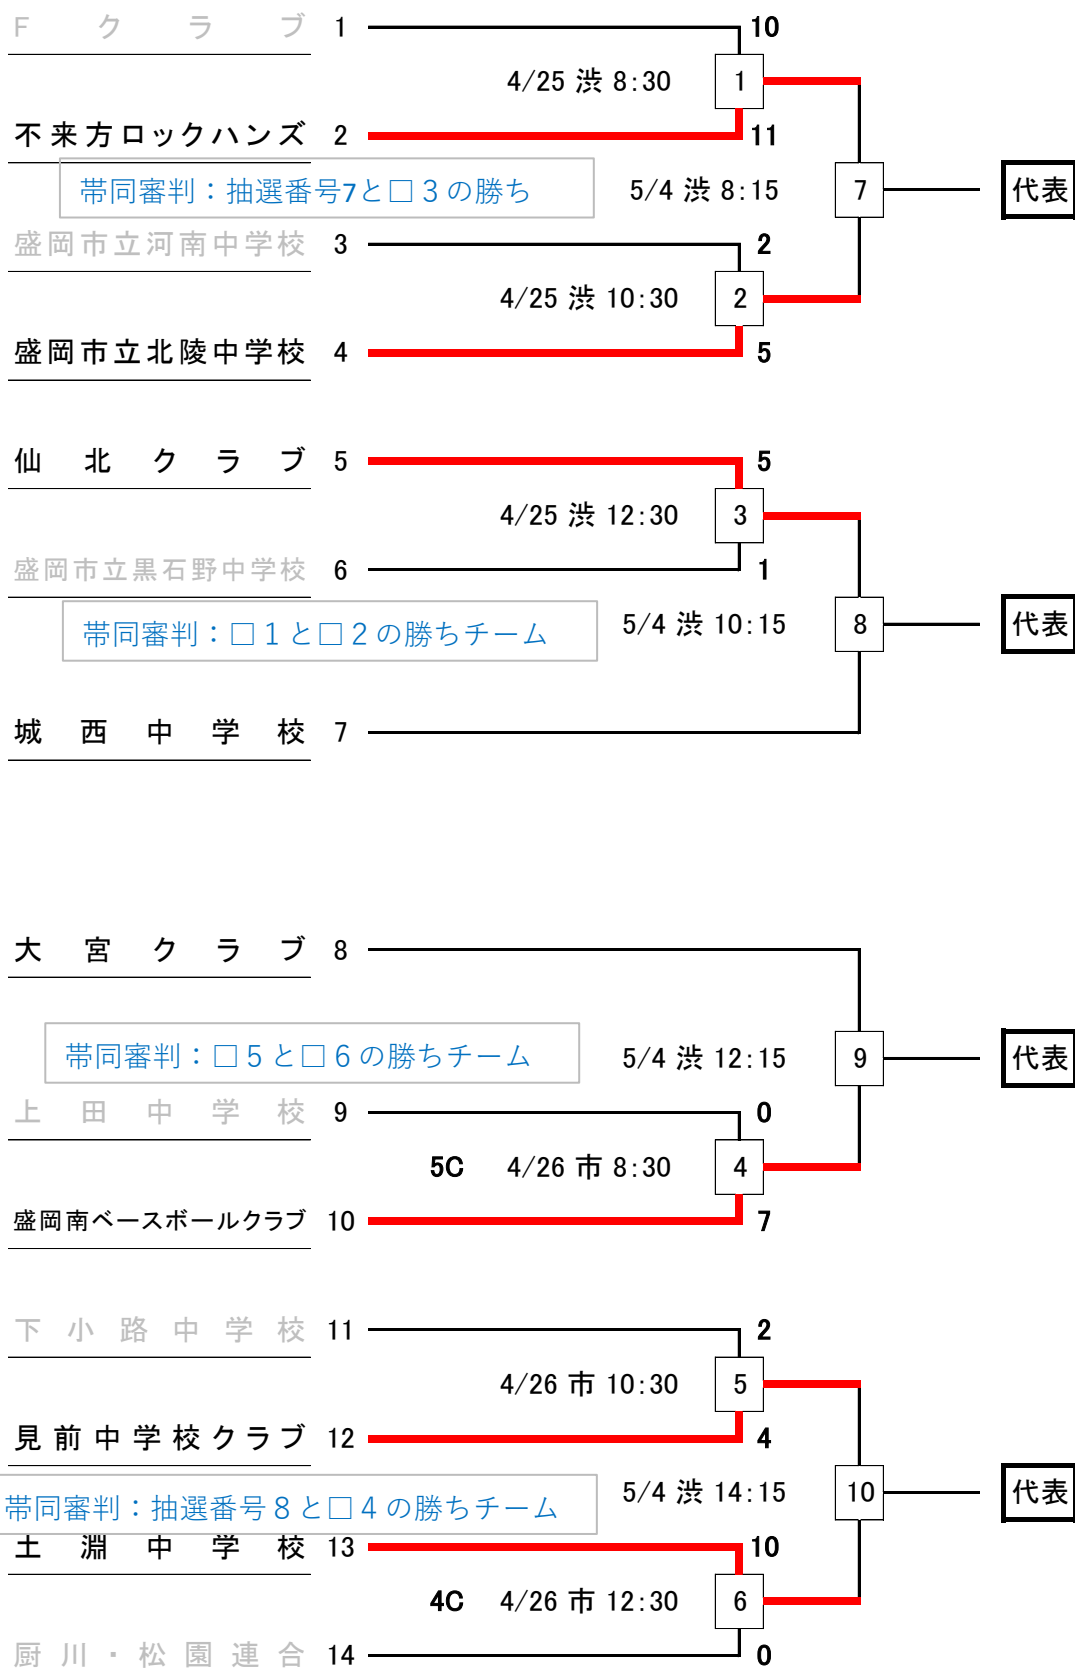 Fクラブ 1 10
4/25 渋 8:30 1
不来方ロックハンズ 2 11
帯同審判：抽選番号7と□３の勝ち 5/4 渋 8:15 7 代表
盛岡市立河南中学校 3 2
4/25 渋 10:30 2
盛岡市立北陵中学校 4 5
仙北クラブ 5 5
4/25 渋 12:30 3
盛岡市立黒石野中学校 6 1
帯同審判：□１と□２の勝ちチーム 5/4 渋 10:15 8 代表
城西中学校 7
大宮クラブ 8
帯同審判：□５と□６の勝ちチーム 5/4 渋 12:15 9 代表
上田中学校 9 0
5C 4/26 市 8:30 4
盛岡南ベースボールクラブ 10 7
下小路中学校 11 2
4/26 市 10:30 5
見前中学校クラブ 12 4
帯同審判：抽選番号８と□４の勝ちチーム 5/4 渋 14:15 10 代表
土淵中学校 13 10
4C 4/26 市 12:30 6
厨川・松園連合 14 0